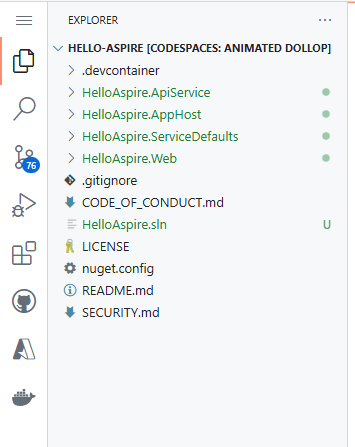 EXPLORER
HELLO-ASPIRE [CODESPACES: ANIMATED DOLLOP]
.devcontainer
HelloAspire.ApiService
HelloAspire.AppHost
HelloAspire.ServiceDefaults
76
HelloAspire.Web
.gitignore
CODE_OF_CONDUCT.md
HelloAspire.sln U
LICENSE
nuget.config
README.md
SECURITY.md